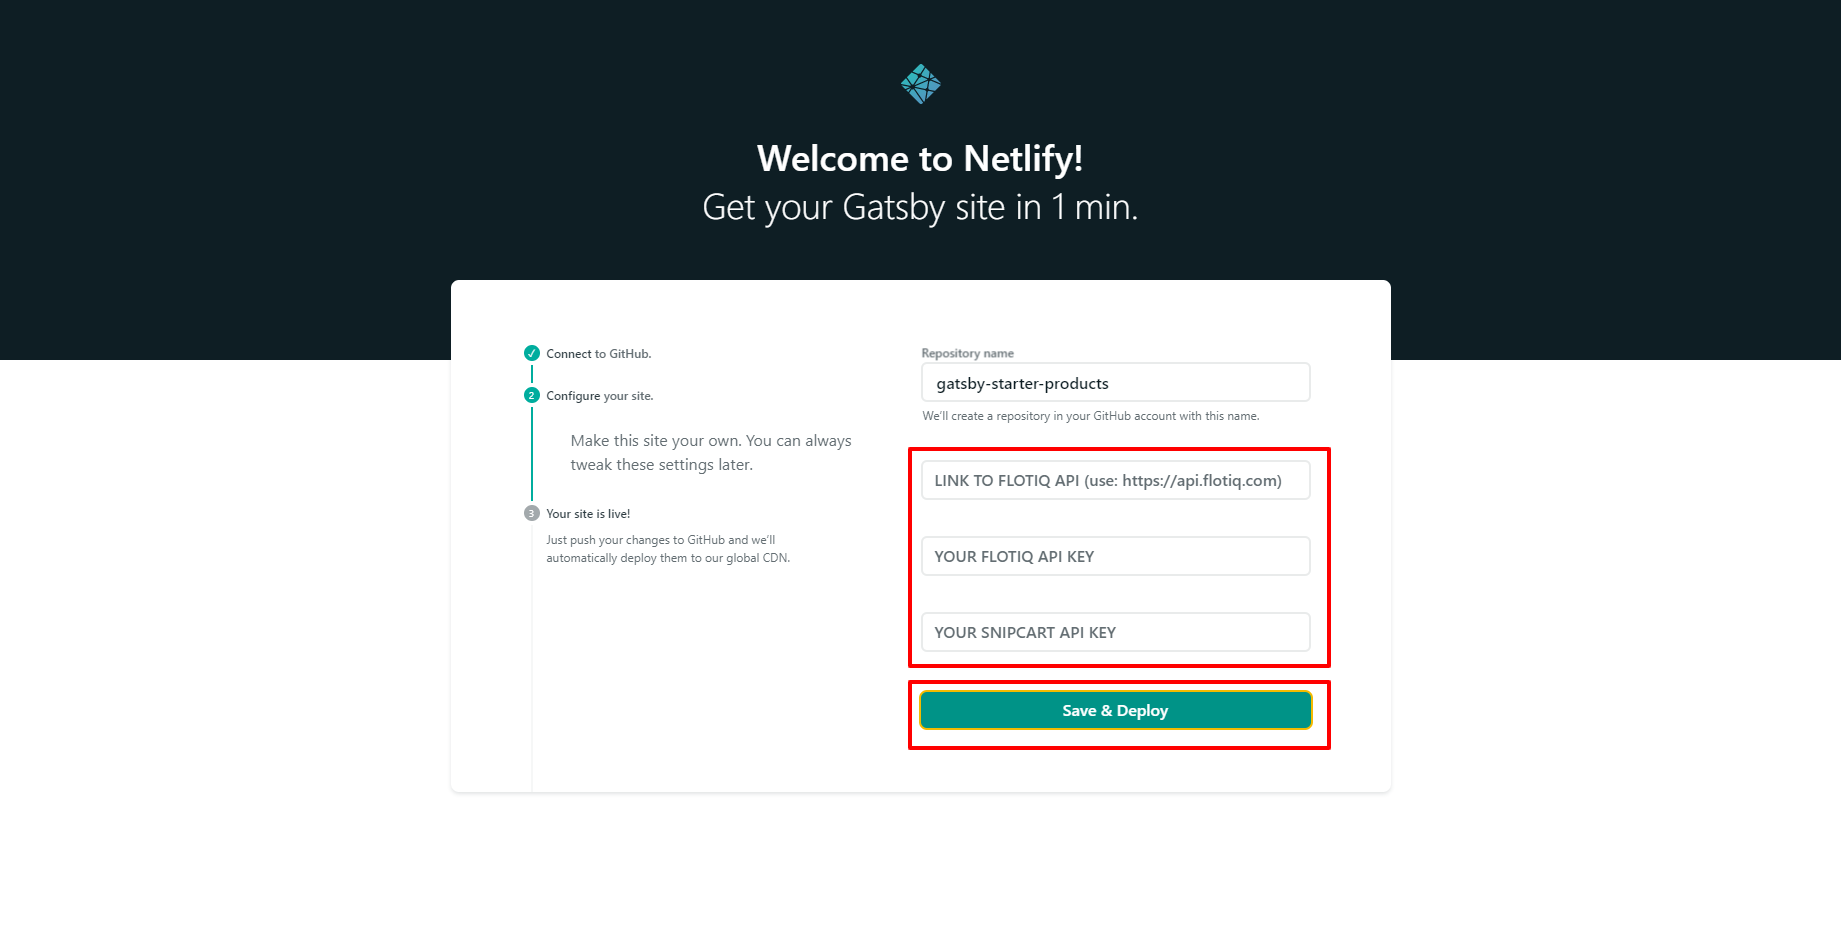 Welcome to Netlify!
Get your Gatsby site in 1 min.
Connect to GitHub.
2 Configure your site.
Make this site your own. You can always
tweak these settings later.
3 Your site is live!
Just push your changes to GitHub and we'll
automatically deploy them to our global CDN.
Repository name
gatsby-starter-products
We'll create a repository in your GitHub account with this name.
LINK TO FLOTIQ API (use: https://api.flotiq.com)
YOUR FLOTIQ API KEY
YOUR SNIPCART API KEY
Save & Deploy